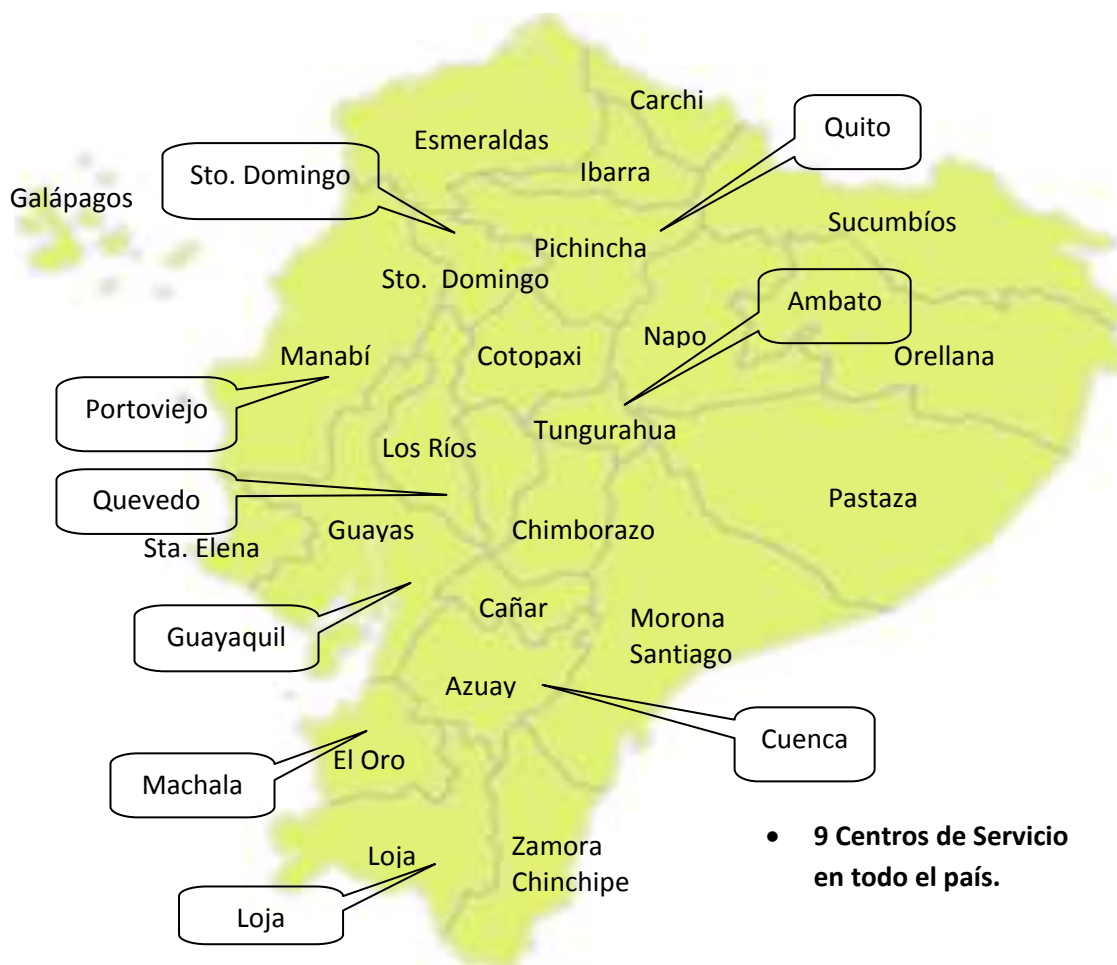 Carchi
Quito
Esmeraldas
Sto. Domingo
Ibarra
Galápagos
Sucumbíos
Pichincha
Sto.  Domingo
Ambato
Napo
Manabí
Cotopaxi
Orellana
Portoviejo
Tungurahua
Los Ríos
Quevedo
Pastaza
Guayas
Chimborazo
Sta. Elena
Cañar
Morona
Santiago
Guayaquil
Azuay
Cuenca
El Oro
Machala
• 9 Centros de Servicio
en todo el país.
Zamora
Chinchipe
Loja
Loja